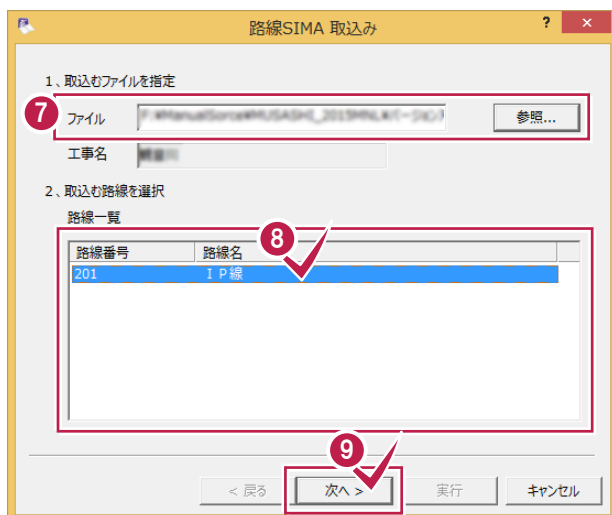 路線SIMA 取込み
? ×
1、取込むファイルを指定
7
ファイル
参照...
工事名
2、取込む路線を選択
路線一覧
8
路線番号 路線名
201 ＩＰ線
9
< 戻る 次へ > 実行 キャンセル